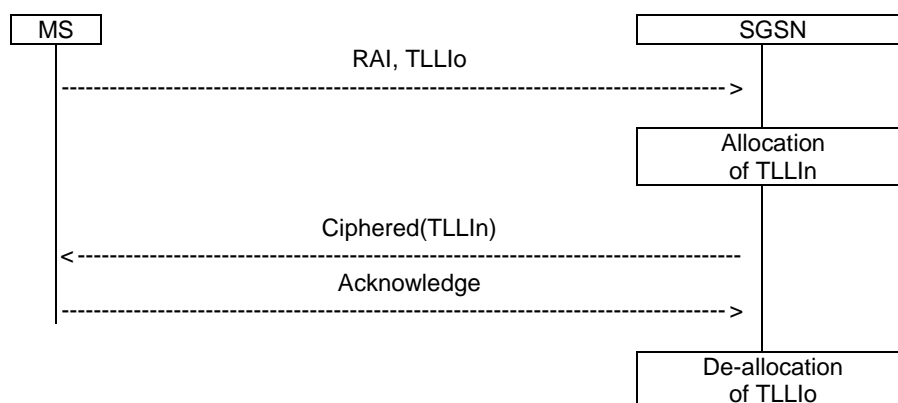 MS
SGSN
RAI, TLLIo
Allocation
of TLLIn
Ciphered(TLLIn)
Acknowledge
De-allocation
of TLLIo